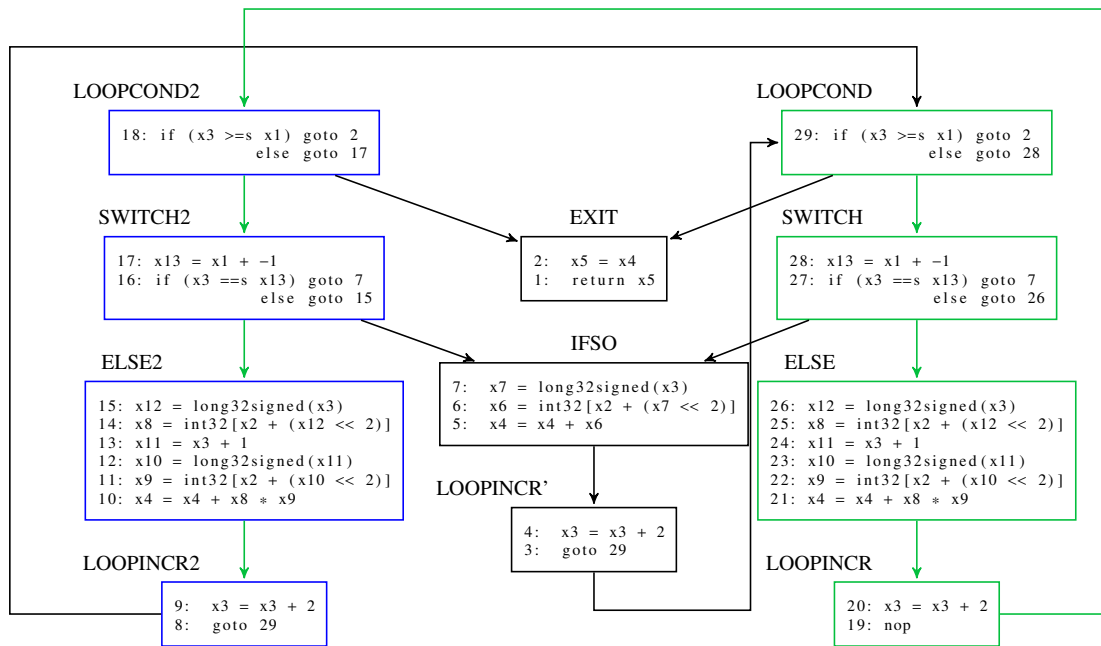 LOOPCOND2
18: if (x3 >=s x1) goto 2
else goto 17
LOOPCOND
29: if (x3 >=s x1) goto 2
else goto 28
SWITCH2
17: x13 = x1 + −1
16: if (x3 ==s x13) goto 7
else goto 15
EXIT
2: x5 = x4
1: return x5
SWITCH
28: x13 = x1 + −1
27: if (x3 ==s x13) goto 7
else goto 26
ELSE2
15: x12 = long32signed(x3)
14: x8 = int32[x2 + (x12 << 2)]
13: x11 = x3 + 1
12: x10 = long32signed(x11)
11: x9 = int32[x2 + (x10 << 2)]
10: x4 = x4 + x8 * x9
IFSO
7: x7 = long32signed(x3)
6: x6 = int32[x2 + (x7 << 2)]
5: x4 = x4 + x6
ELSE
26: x12 = long32signed(x3)
25: x8 = int32[x2 + (x12 << 2)]
24: x11 = x3 + 1
23: x10 = long32signed(x11)
22: x9 = int32[x2 + (x10 << 2)]
21: x4 = x4 + x8 * x9
LOOPINCR'
4: x3 = x3 + 2
3: goto 29
LOOPINCR2
9: x3 = x3 + 2
8: goto 29
LOOPINCR
20: x3 = x3 + 2
19: nop